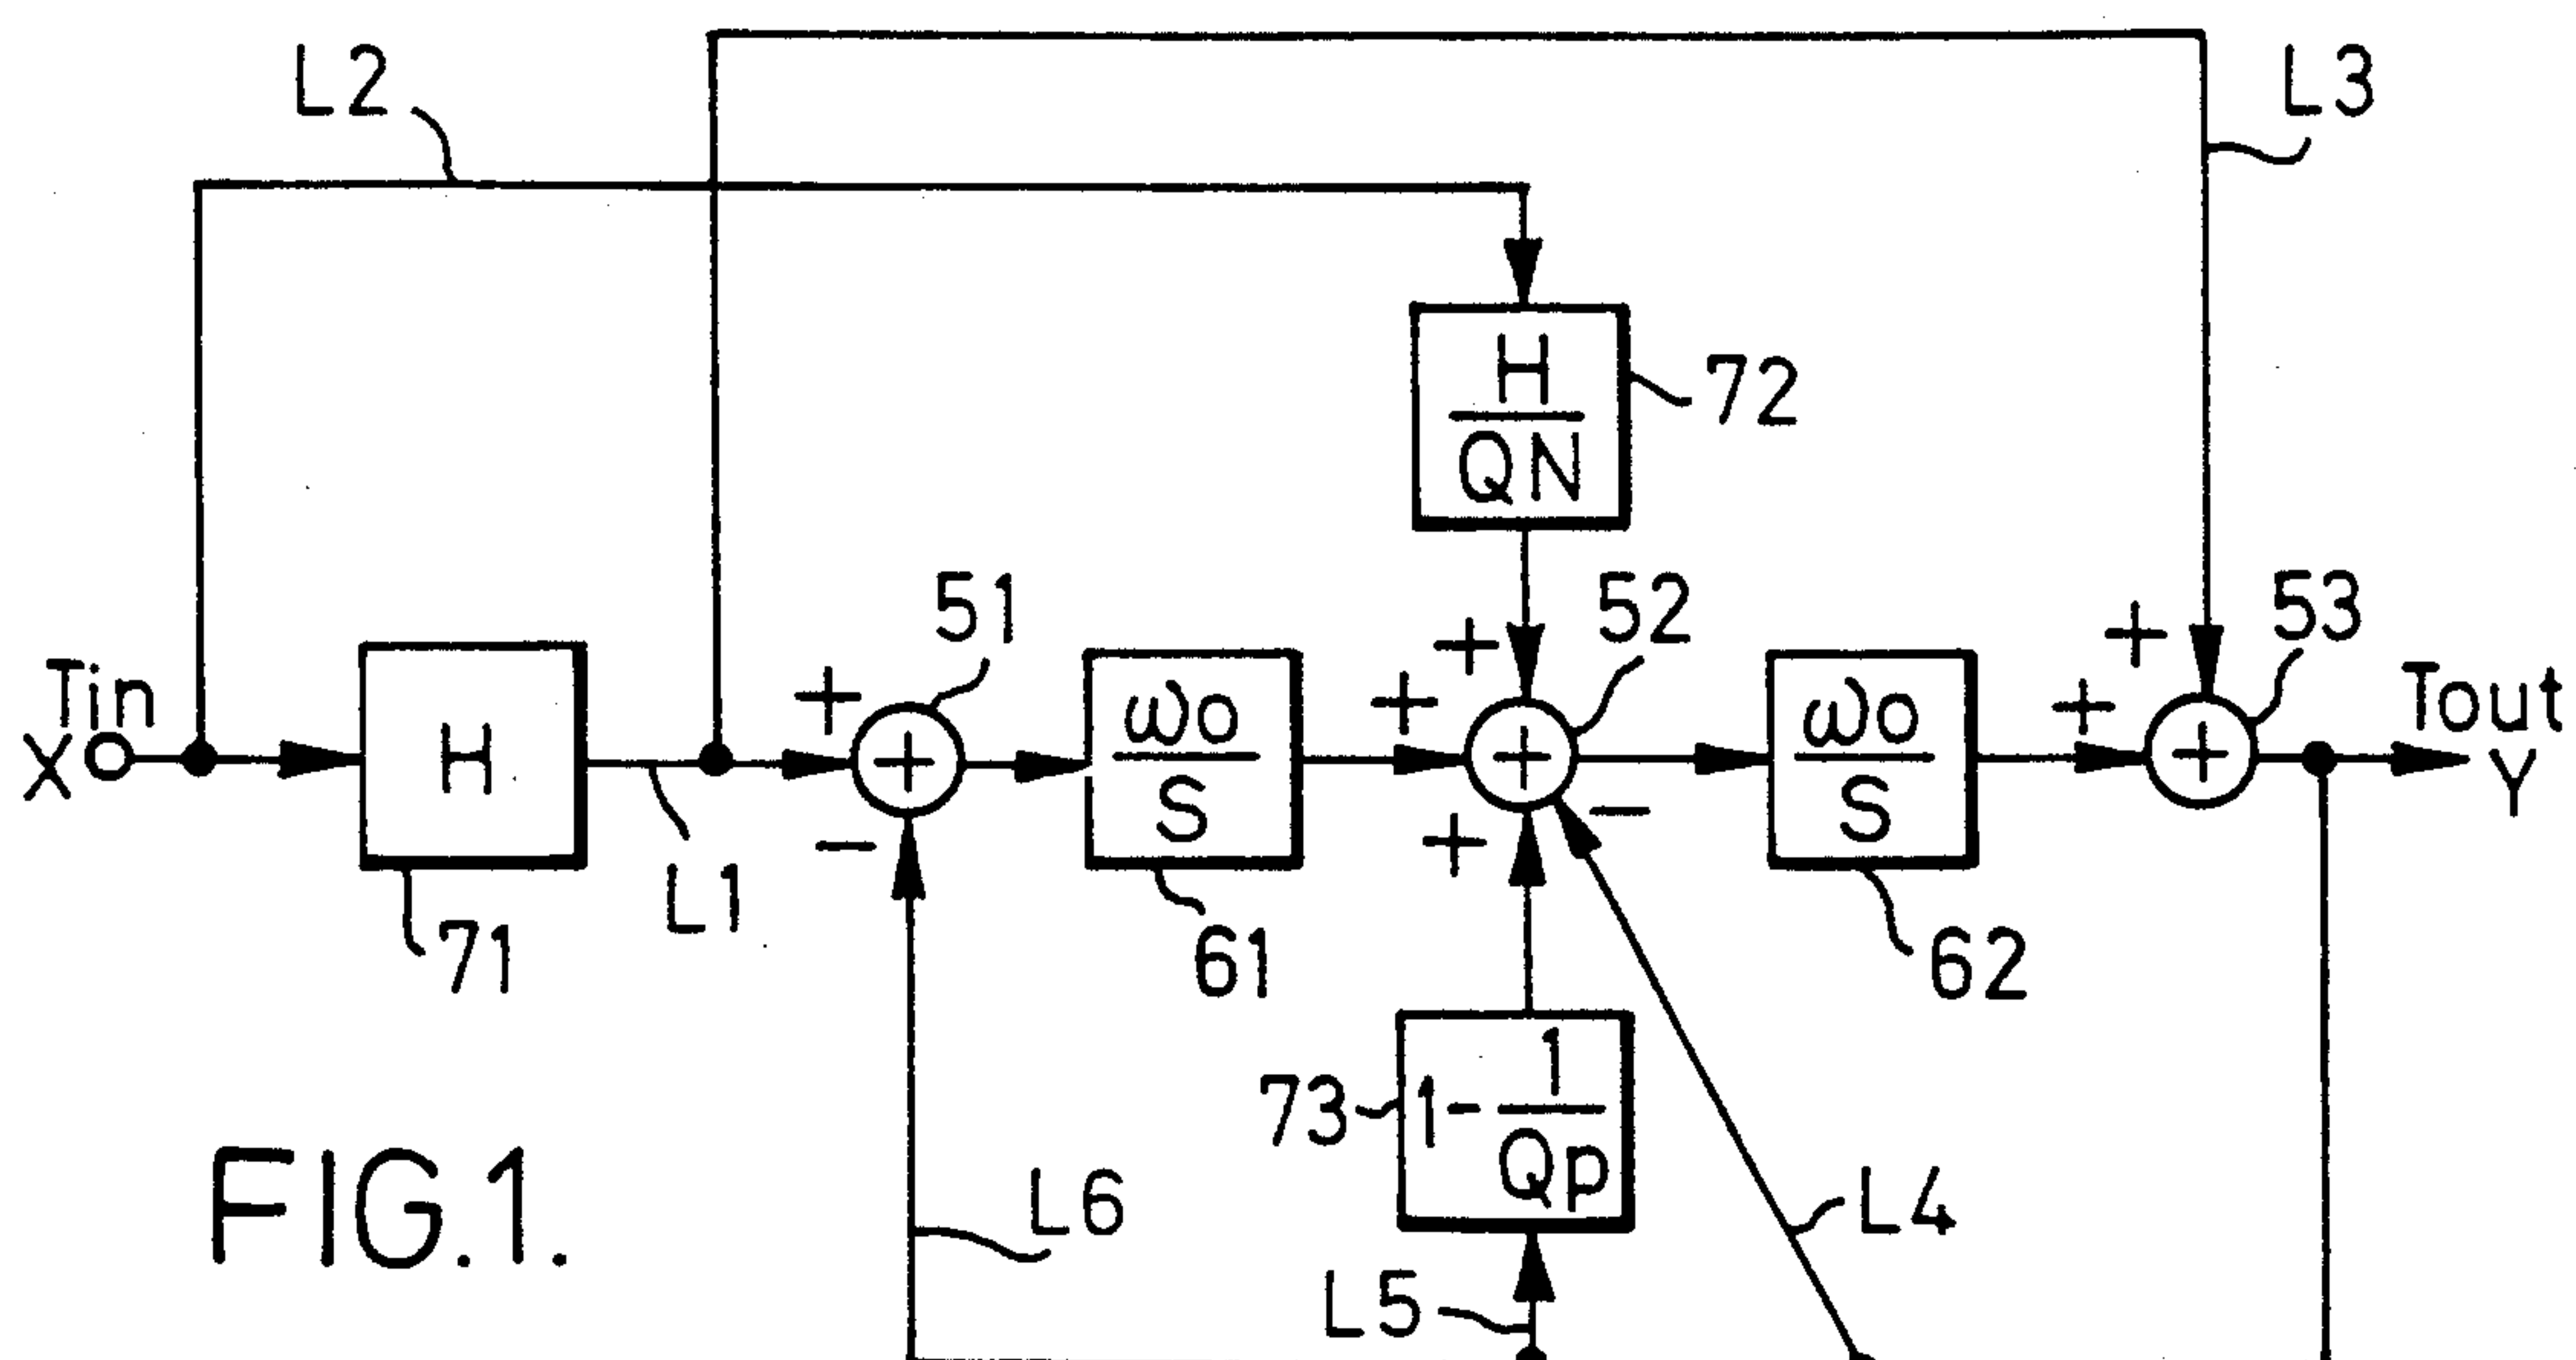 L2
L3
H
QN
72
51
52
53
+
+
+
+
+
Tin
X
H
+
ωo
S
+
ωo
S
+
Tout
Y
-
+
-
71
L1
61
62
73
1-
1
Qp
L6
L4
L5
FIG.1.